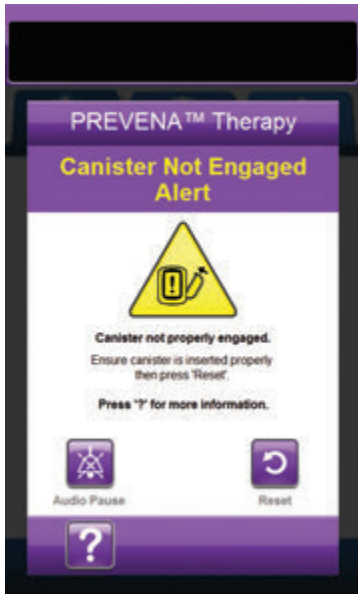 PREVENA™ Therapy
Canister Not Engaged
Alert
Canister not properly engaged.
Ensure canister is inserted properly
then press 'Reset'.
Press '?' for more information.
Audio Pause
Reset
?